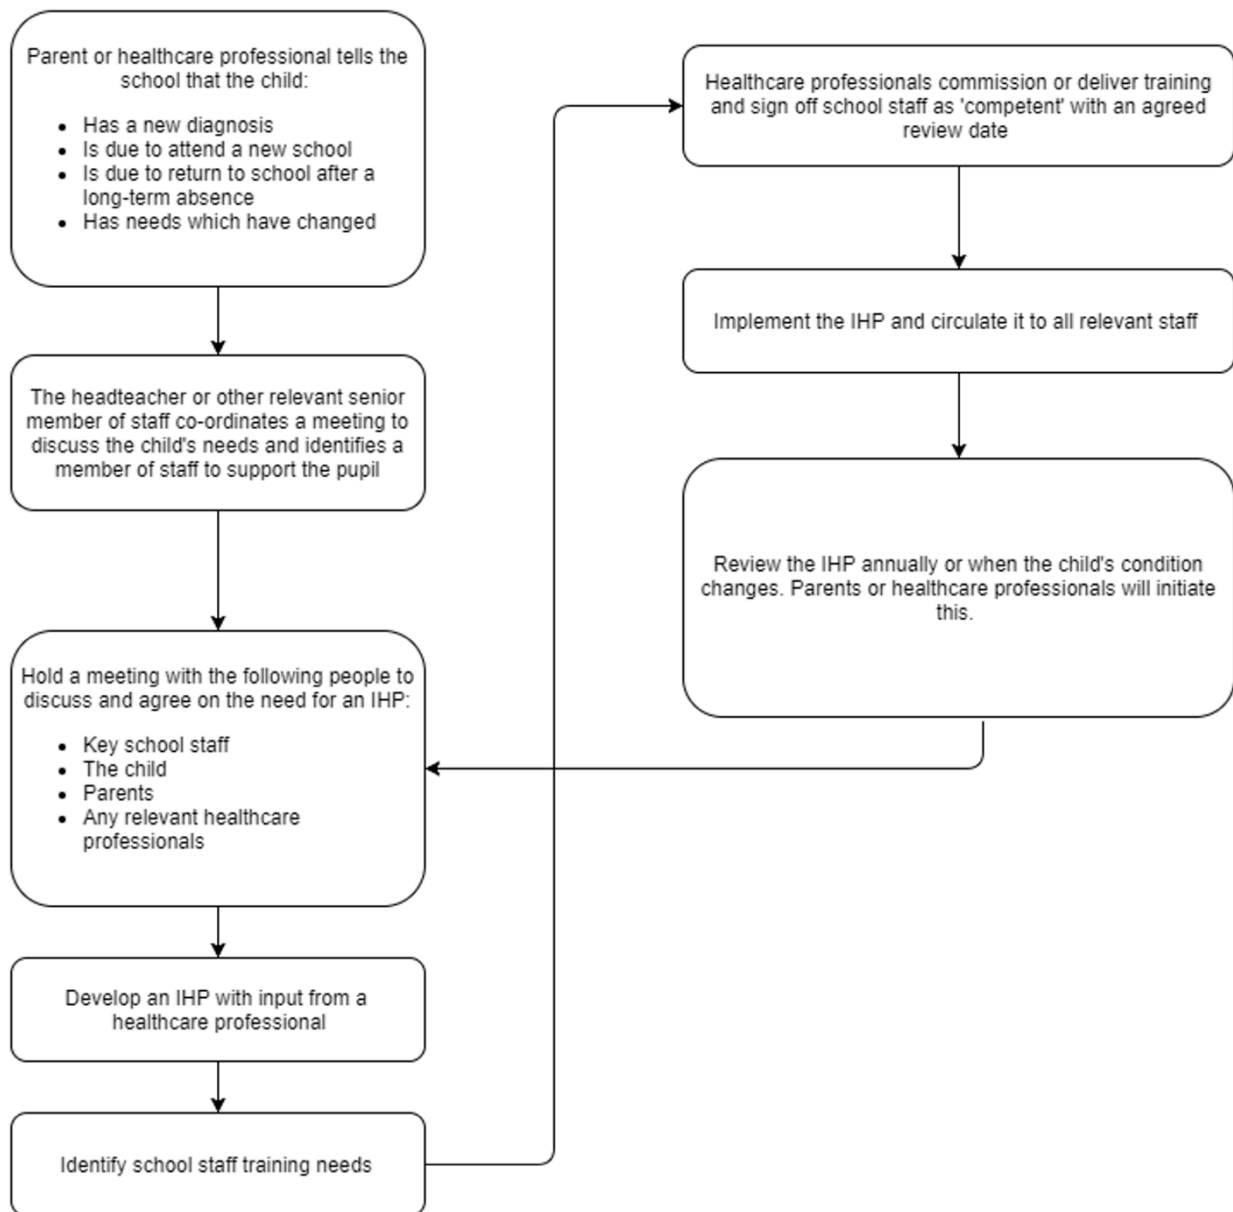 Parent or healthcare professional tells the
school that the child:
• Has a new diagnosis
• Is due to attend a new school
• Is due to return to school after a
long-term absence
• Has needs which have changed
The headteacher or other relevant senior
member of staff co-ordinates a meeting to
discuss the child's needs and identifies a
member of staff to support the pupil
Hold a meeting with the following people to
discuss and agree on the need for an IHP:
• Key school staff
• The child
• Parents
• Any relevant healthcare
professionals
Develop an IHP with input from a
healthcare professional
Identify school staff training needs
Healthcare professionals commission or deliver training
and sign off school staff as 'competent' with an agreed
review date
Implement the IHP and circulate it to all relevant staff
Review the IHP annually or when the child's condition
changes. Parents or healthcare professionals will initiate
this.